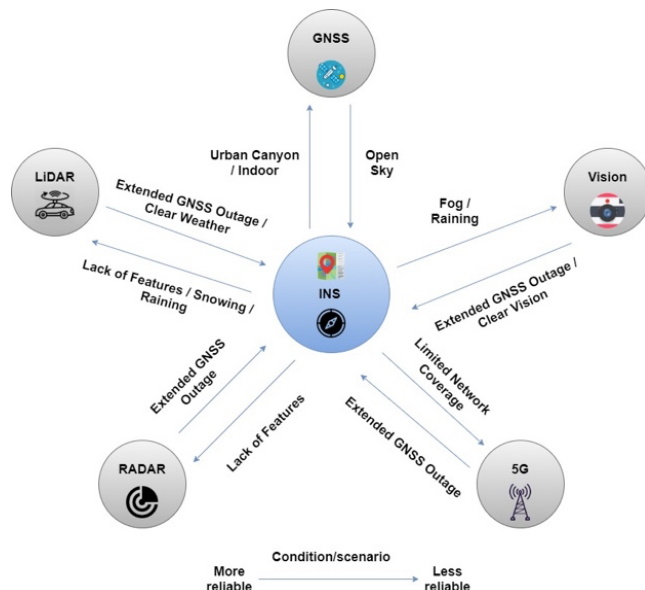 GNSS
Urban Canyon
/ Indoor
Open
Sky
LiDAR
Extended GNSS Outage /
Clear Weather
Lack of Features / Snowing /
Raining
Vision
Fog /
Raining
Extended GNSS Outage /
Clear Vision
INS
Extended GNSS
Outage
Lack of Features
Limited Network
Coverage
Extended GNSS Outage
RADAR
5G
Condition/scenario
More
reliable
Less
reliable